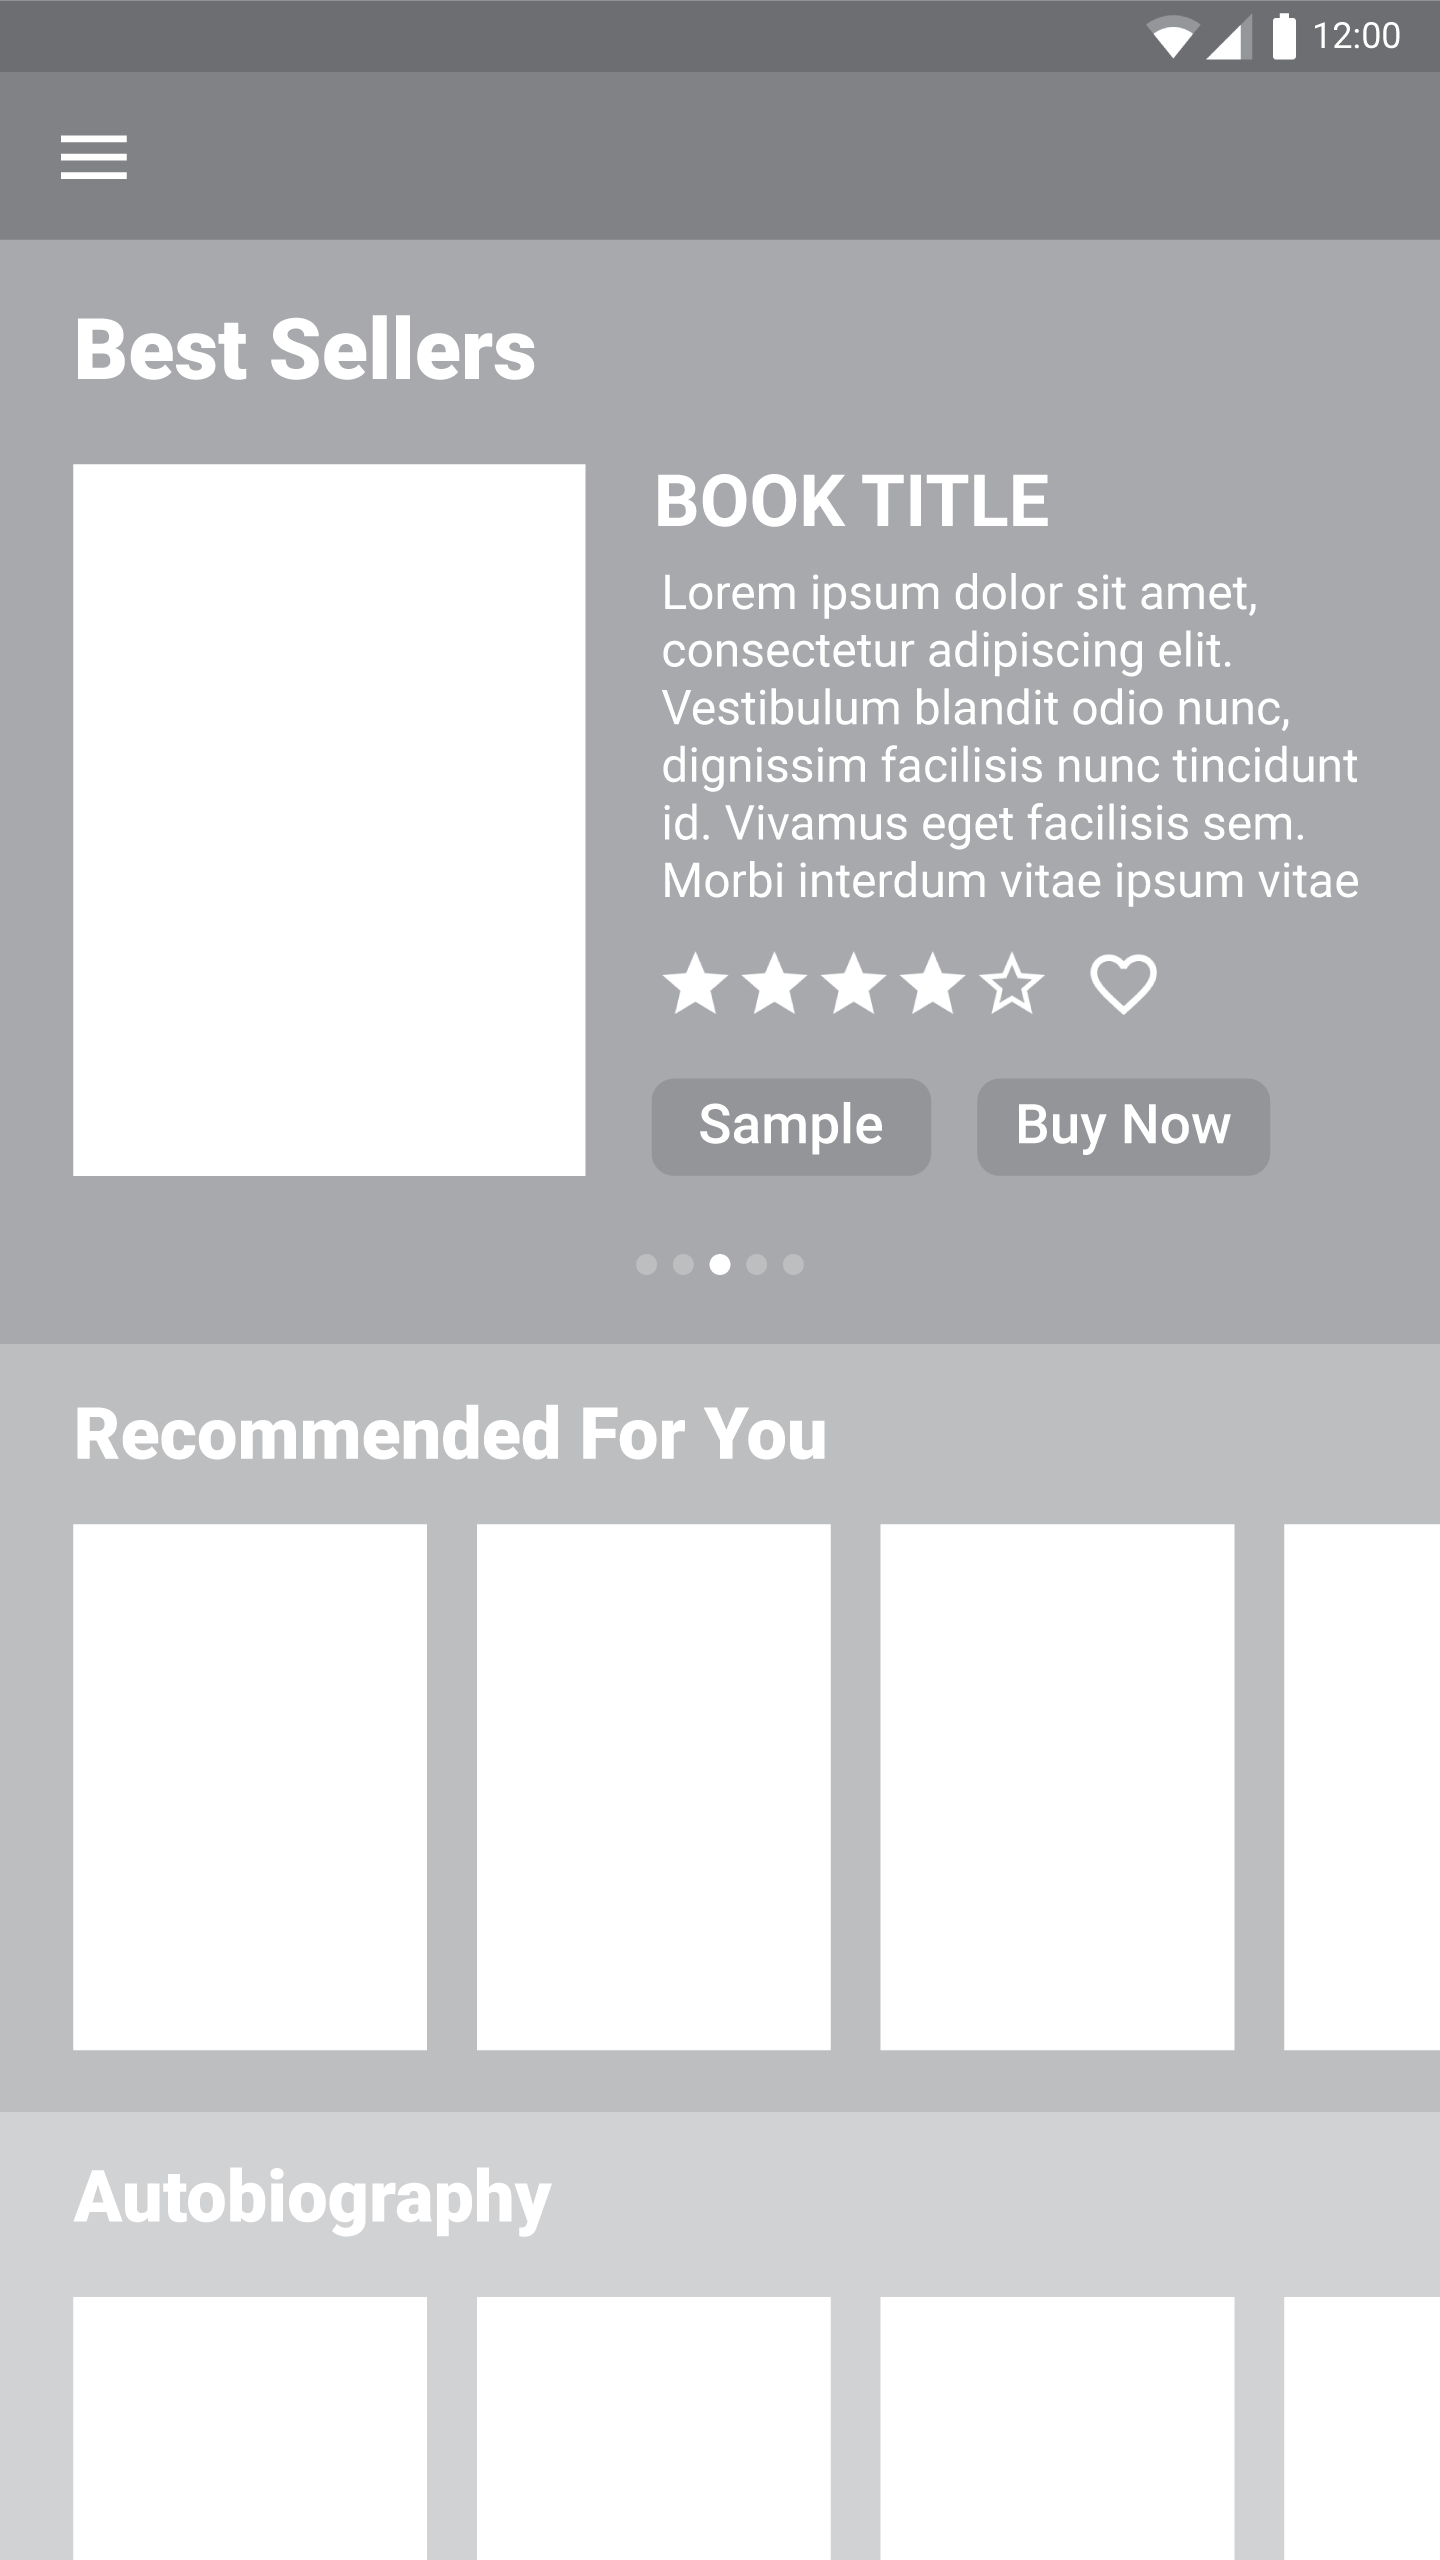 12:00
Best Sellers
BOOK TITLE
Lorem ipsum dolor sit amet,
consectetur adipiscing elit.
Vestibulum blandit odio nunc,
dignissim facilisis nunc tincidunt
id. Vivamus eget facilisis sem.
Morbi interdum vitae ipsum vitae
Sample
Buy Now
Recommended For You
Autobiography